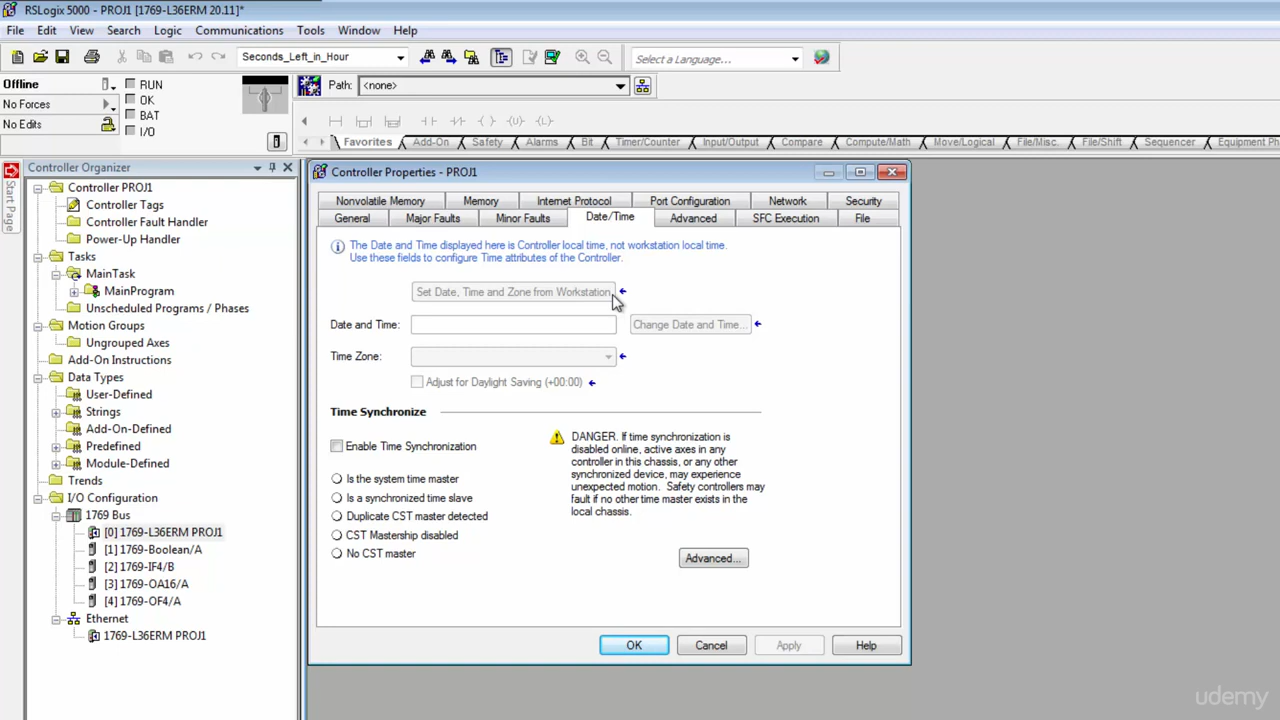 RSLogix 5000 - PROJ1 [1769-L36ERM 20.11]*
File Edit View Search Logic Communications Tools Window Help
Seconds_Left_in_Hour
Select a Language...
Offline
RUN
No Forces
OK
No Edits
BAT
I/O
Path: <none>
Favorites Add-On Safety Alarms Bit Timer/Counter Input/Output Compare Compute/Math Move/Logical File/Misc. File/Shift Sequencer Equipment Ph
Start Page
Controller Organizer
Controller PROJ1
Controller Tags
Controller Fault Handler
Power-Up Handler
Tasks
MainTask
MainProgram
Unscheduled Programs / Phases
Motion Groups
Ungrouped Axes
Add-On Instructions
Data Types
User-Defined
Strings
Add-On-Defined
Predefined
Module-Defined
Trends
I/O Configuration
1769 Bus
[0] 1769-L36ERM PROJ1
[1] 1769-Boolean/A
[2] 1769-IF4/B
[3] 1769-OA16/A
[4] 1769-OF4/A
Ethernet
1769-L36ERM PROJ1
Controller Properties - PROJ1
Nonvolatile Memory Memory Internet Protocol Port Configuration Network Security
General Major Faults Minor Faults Date/Time Advanced SFC Execution File
The Date and Time displayed here is Controller local time, not workstation local time.
Use these fields to configure Time attributes of the Controller.
Set Date, Time and Zone from Workstation
Date and Time: Change Date and Time...
Time Zone:
Adjust for Daylight Saving (+00:00)
Time Synchronize
Enable Time Synchronization
Is the system time master
Is a synchronized time slave
Duplicate CST master detected
CST Mastership disabled
No CST master
DANGER. If time synchronization is
disabled online, active axes in any
controller in this chassis, or any other
synchronized device, may experience
unexpected motion. Safety controllers may
fault if no other time master exists in the
local chassis.
Advanced...
OK Cancel Apply Help
udemy